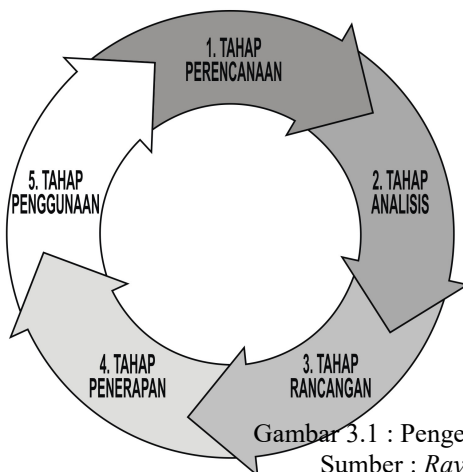 1. TAHAP
PERENCANAAN
2. TAHAP
ANALISIS
3. TAHAP
RANCANGAN
4. TAHAP
PENERAPAN
5. TAHAP
PENGGUNAAN
Gambar 3.1 : Penge
Sumber : Ray